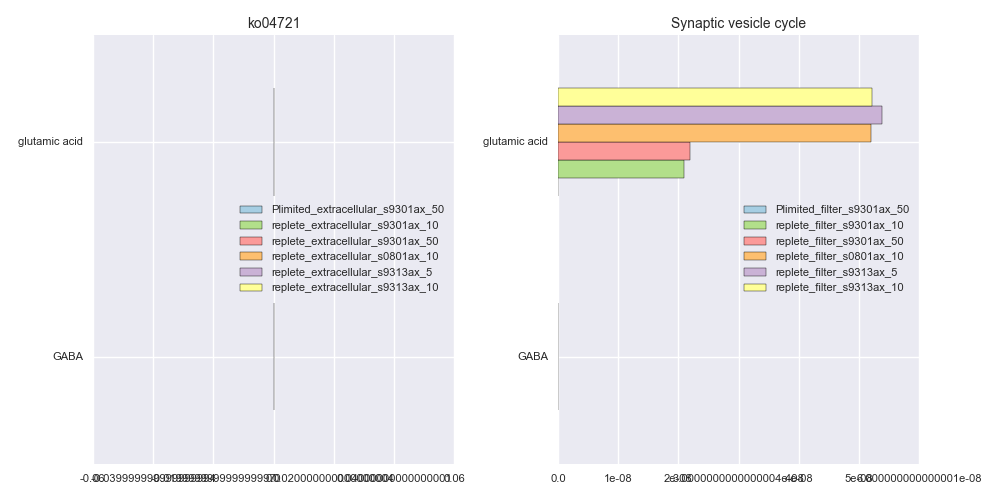 ko04721
glutamic acid
Plimited_extracellular_s9301ax_50
replete_extracellular_s9301ax_10
replete_extracellular_s9301ax_50
replete_extracellular_s0801ax_10
replete_extracellular_s9313ax_5
replete_extracellular_s9313ax_10
GABA
Synaptic vesicle cycle
glutamic acid
Plimited_filter_s9301ax_50
replete_filter_s9301ax_10
replete_filter_s9301ax_50
replete_filter_s0801ax_10
replete_filter_s9313ax_5
replete_filter_s9313ax_10
GABA
0.0 1e-08